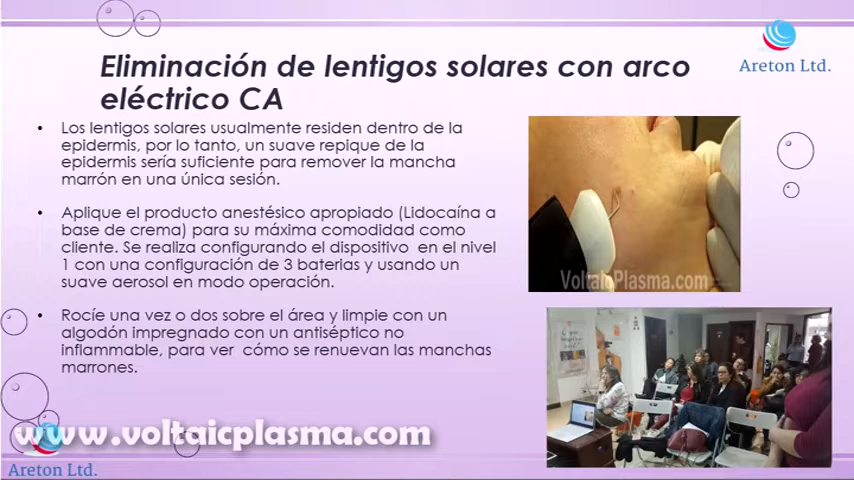 Eliminación de lentigos solares con arco
eléctrico CA
Areton Ltd.
• Los lentigos solares usualmente residen dentro de la
epidermis, por lo tanto, un suave repique de la
epidermis sería suficiente para remover la mancha
marrón en una única sesión.
• Aplique el producto anestésico apropiado (Lidocaína a
base de crema) para su máxima comodidad como
cliente. Se realiza configurando el dispositivo en el nivel
1 con una configuración de 3 baterias y usando un
suave aerosol en modo operación.
• Rocíe una vez o dos sobre el área y limpie con un
algodón impregnado con un antiséptico no
inflammable, para ver cómo se renuevan las manchas
marrones.
VoltaicPlasma.com
www.voltaicplasma.com
Areton Ltd.